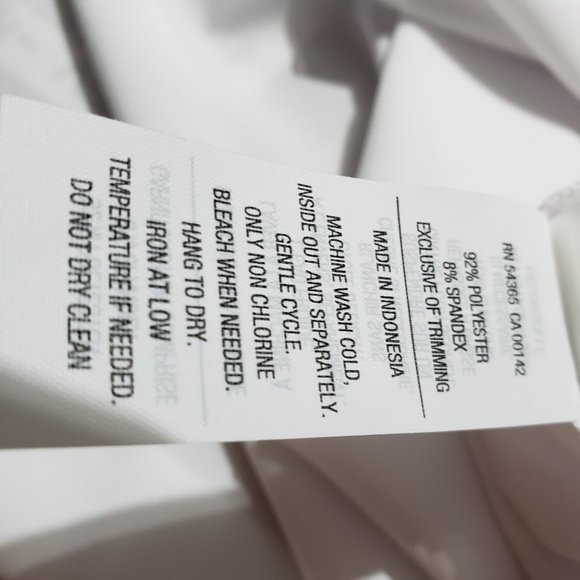 RN 54365 CA 00142
92% POLYESTER
8% SPANDEX
EXCLUSIVE OF TRIMMING
MADE IN INDONESIA
MACHINE WASH COLD,
INSIDE OUT AND SEPARATELY.
GENTLE CYCLE.
ONLY NON CHLORINE
BLEACH WHEN NEEDED.
HANG TO DRY.
IRON AT LOW
TEMPERATURE IF NEEDED.
DO NOT DRY CLEAN